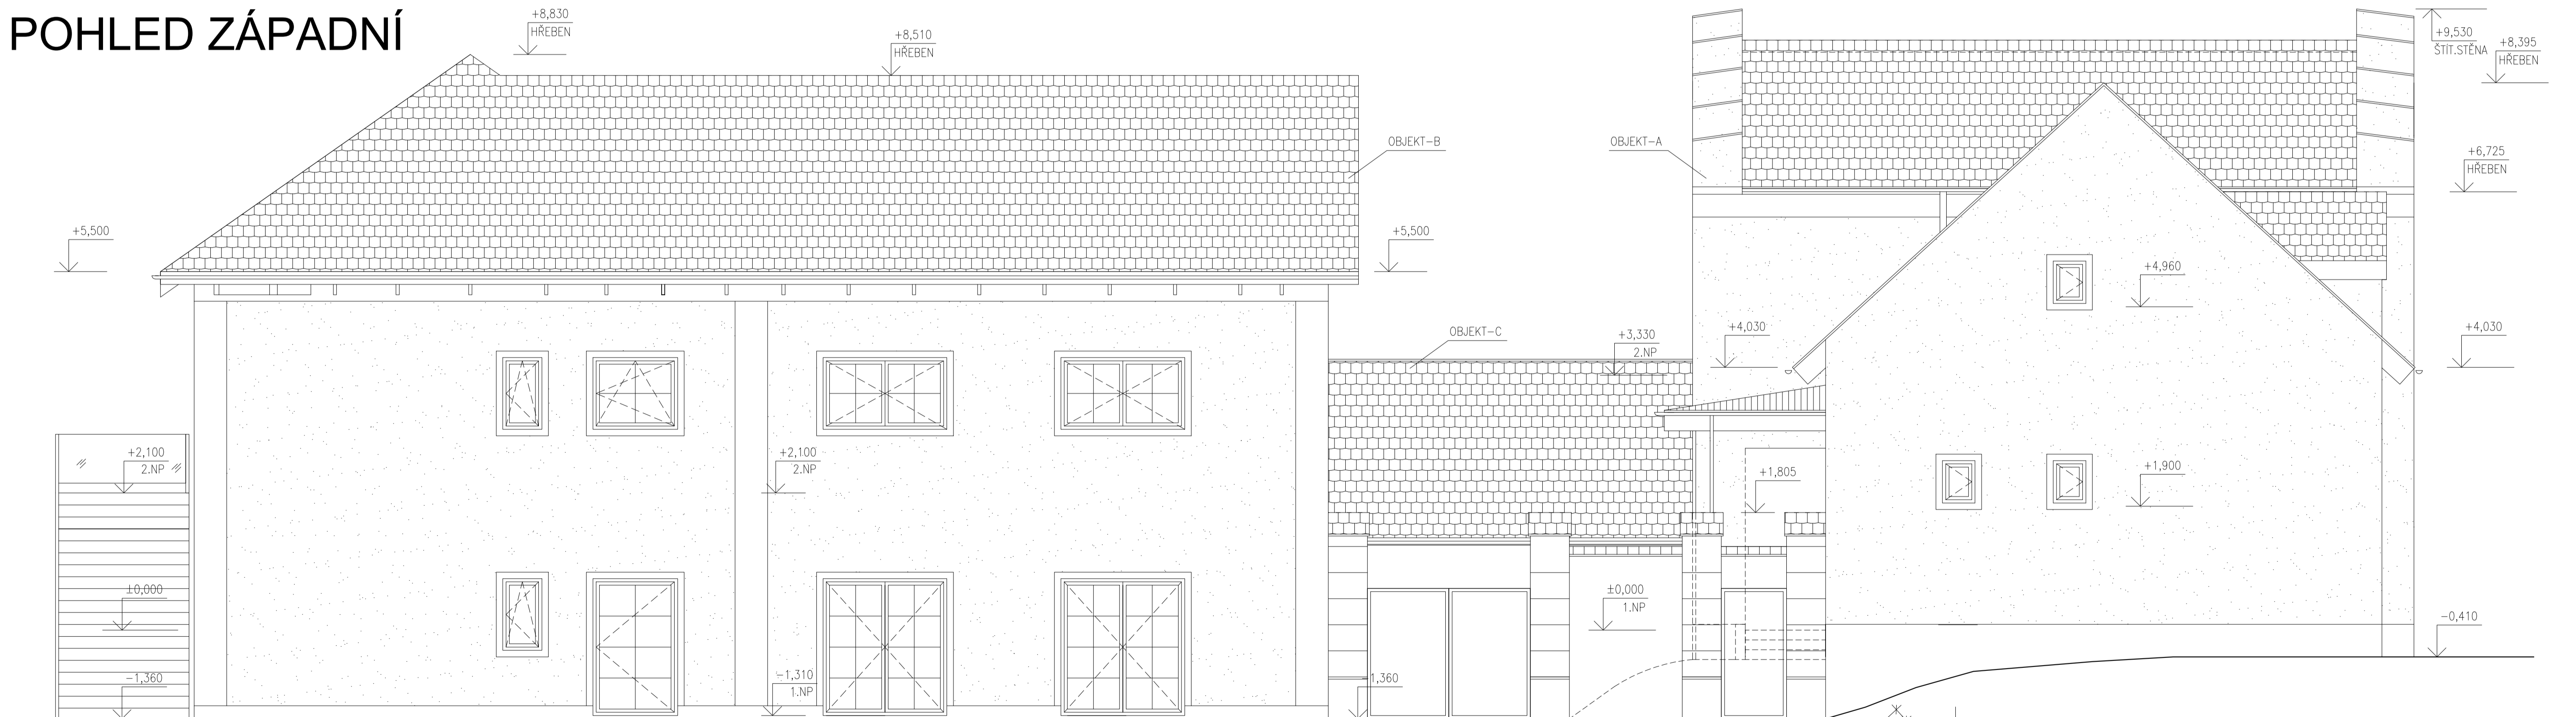 POHLED ZÁPADNÍ
+8,830
HŘEBEN
+8,510
HŘEBEN
+9,530
ŠTÍT.STĚNA
+8,395
HŘEBEN
OBJEKT-B
OBJEKT-A
+6,725
HŘEBEN
+5,500
+5,500
+4,960
OBJEKT-C
+3,330
2.NP
+4,030
+4,030
+2,100
2.NP
+2,100
2.NP
+1,805
+1,900
±0,000
±0,000
1.NP
-0,410
-1,360
-1,310
1.NP
-1,360